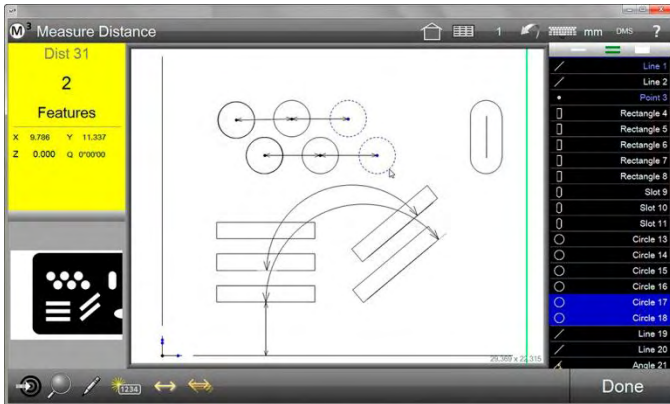 M3 Measure Distance
1
mm
DMS
?
Dist 31
2
Features
X 9.786 Y 11.337
Z 0.000 Q 0°00'00
29.369 x 22.315
Line 1
Line 2
Point 3
Rectangle 4
Rectangle 5
Rectangle 6
Rectangle 7
Rectangle 8
Slot 9
Slot 10
Slot 11
Circle 13
Circle 14
Circle 15
Circle 16
Circle 17
Circle 18
Line 19
Line 20
Angle 21
1234
Done